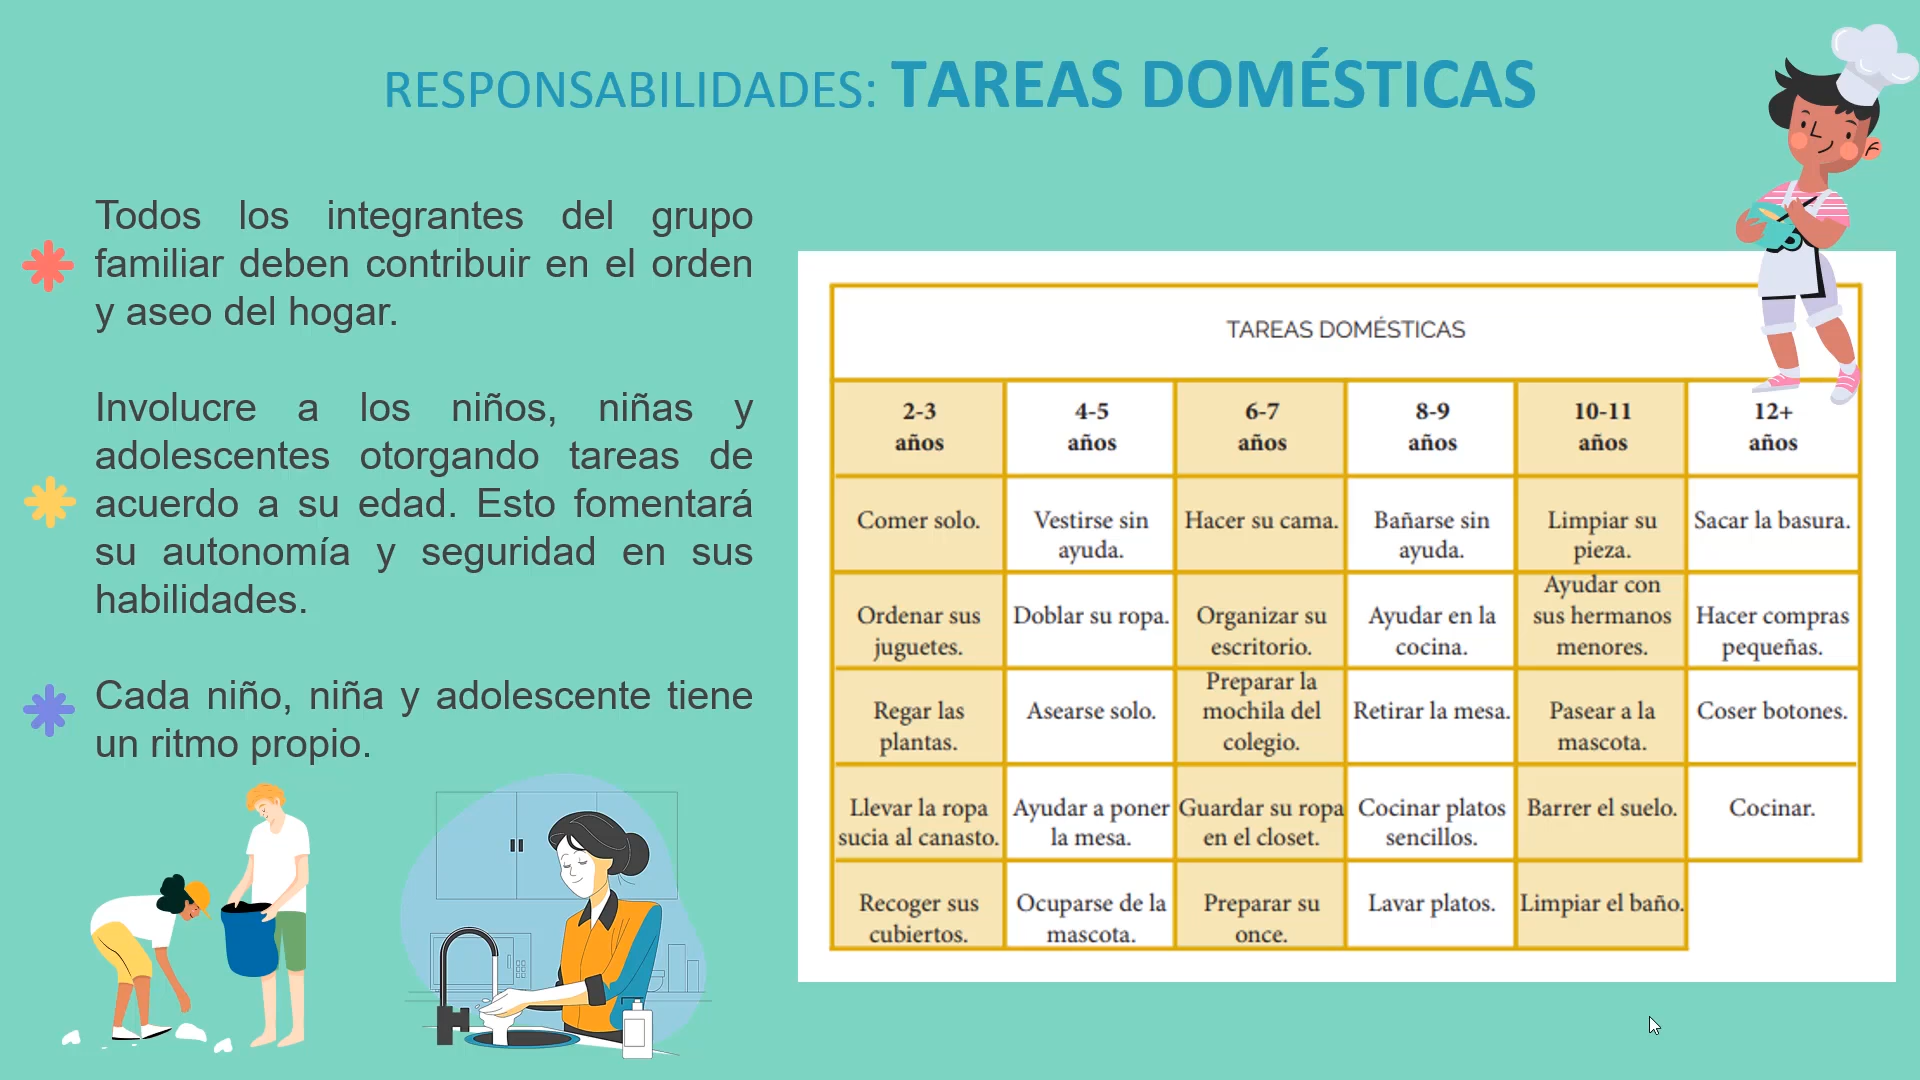 RESPONSABILIDADES: TAREAS DOMÉSTICAS
Todos los integrantes del grupo
familiar deben contribuir en el orden
y aseo del hogar.
Involucre a los niños, niñas y
adolescentes otorgando tareas de
acuerdo a su edad. Esto fomentará
su autonomía y seguridad en sus
habilidades.
Cada niño, niña y adolescente tiene
un ritmo propio.
TAREAS DOMÉSTICAS
2-3
años
4-5
años
6-7
años
8-9
años
10-11
años
12+
años
Comer solo.
Vestirse sin
ayuda.
Hacer su cama.
Bañarse sin
ayuda.
Limpiar su
pieza.
Sacar la basura.
Ordenar sus
juguetes.
Doblar su ropa.
Organizar su
escritorio.
Ayudar en la
cocina.
Ayudar con
sus hermanos
menores.
Hacer compras
pequeñas.
Regar las
plantas.
Asearse solo.
Preparar la
mochila del
colegio.
Retirar la mesa.
Pasear a la
mascota.
Coser botones.
Llevar la ropa
sucia al canasto.
Ayudar a poner
la mesa.
Guardar su ropa
en el closet.
Cocinar platos
sencillos.
Barrer el suelo.
Cocinar.
Recoger sus
cubiertos.
Ocuparse de la
mascota.
Preparar su
once.
Lavar platos.
Limpiar el baño.